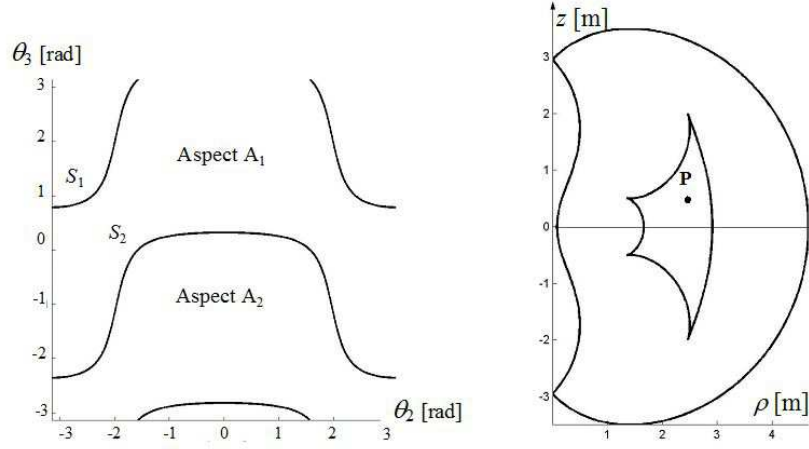 θ3 [rad]
3
2
1
0
-1
-2
-3
S1
S2
Aspect A1
Aspect A2
-3 -2 -1 0 1 2 3
θ2 [rad]
z [m]
3
2
1
0
-1
-2
-3
P
1 2 3 4
ρ [m]